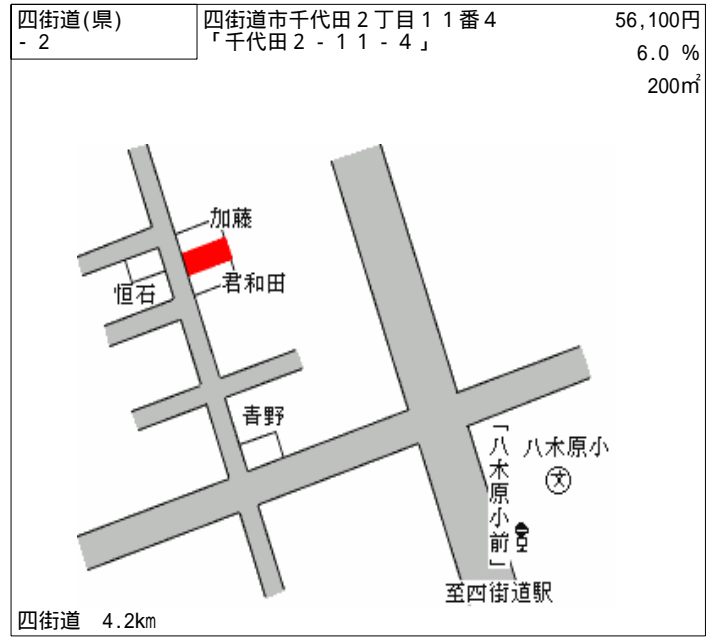 四街道(県)
- 2
四街道市千代田２丁目１１番４
「千代田２ - １１ - ４」
56,100円
6.0 %
200㎡
加藤
恒石
君和田
青野
「八木原小前」
八木原小
文
至四街道駅
四街道 4.2km